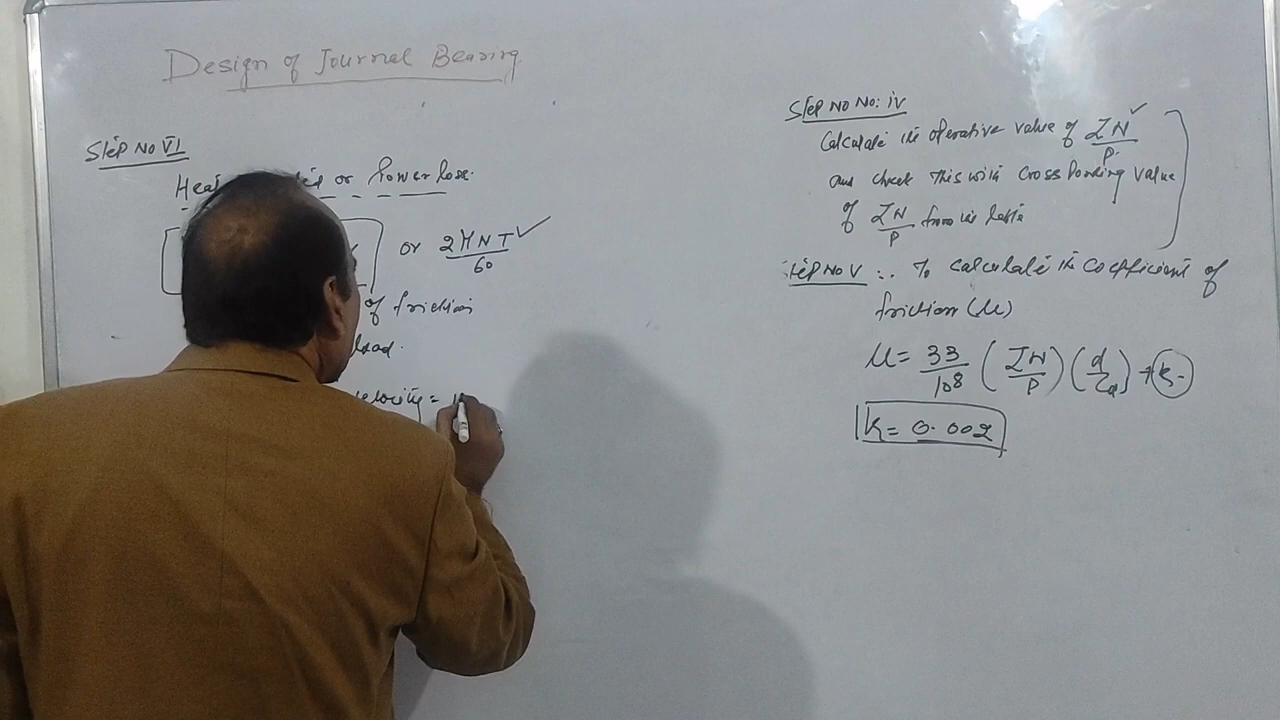 Design of Journal Bearing
Step No VI
Heat or Power loss.
or 2πNT/60 ✓
of friction
load.
velocity =
Step No No: iv
Calculate the operative value of ZN/P ✓
and check this with Crossponding value
of ZN/P from the table
Step No V :. To calculate the coefficient of
friction (μ)
μ = 33/10⁸ (ZN/P) (d/Cd) + k.
K = 0.002